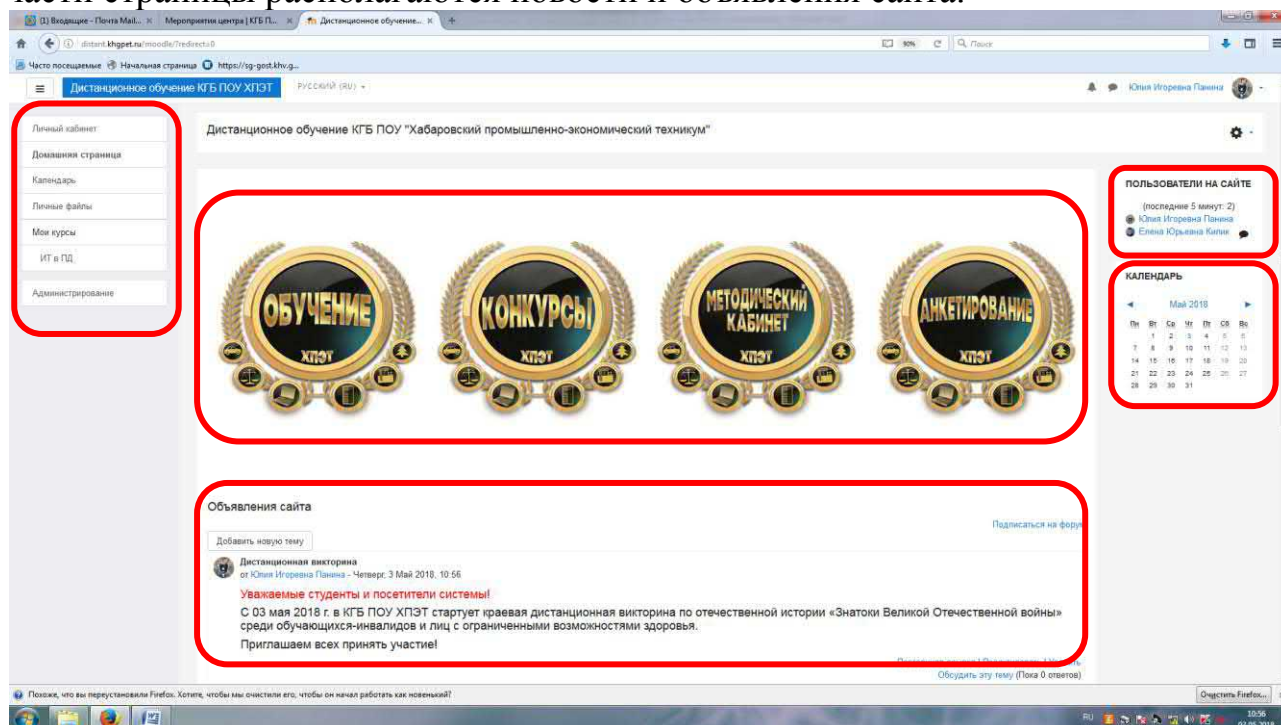 части страницы располагаются новости и объявления сайта.
(1) Входящие - Почта Mail... × Мероприятия центра | КГБ П... × Дистанционное обучение... × +
distant.khgpet.ru/moodle/?redirect=0 90% Поиск
Часто посещаемые Начальная страница https://sg-gost.khv.g...
Дистанционное обучение КГБ ПОУ ХПЭТ РУССКИЙ (RU) Юлия Игоревна Панина
Личный кабинет
Домашняя страница
Календарь
Личные файлы
Мои курсы
ИТ в ПД
Администрирование
Дистанционное обучение КГБ ПОУ "Хабаровский промышленно-экономический техникум"
ОБУЧЕНИЕ
ХПЭТ
КОНКУРСЫ
ХПЭТ
МЕТОДИЧЕСКИЙ
КАБИНЕТ
ХПЭТ
АНКЕТИРОВАНИЕ
ХПЭТ
ПОЛЬЗОВАТЕЛИ НА САЙТЕ
(последние 5 минут: 2)
Юлия Игоревна Панина
Елена Юрьевна Килик
КАЛЕНДАРЬ
◄ Май 2018 ►
Пн Вт Ср Чт Пт Сб Вс
1 2 3 4 5 6
7 8 9 10 11 12 13
14 15 16 17 18 19 20
21 22 23 24 25 26 27
28 29 30 31
Объявления сайта
Подписаться на форум
Добавить новую тему
Дистанционная викторина
от Юлия Игоревна Панина - Четверг, 3 Май 2018, 10:56
Уважаемые студенты и посетители системы!
С 03 мая 2018 г. в КГБ ПОУ ХПЭТ стартует краевая дистанционная викторина по отечественной истории «Знатоки Великой Отечественной войны»
среди обучающихся-инвалидов и лиц с ограниченными возможностями здоровья.
Приглашаем всех принять участие!
Обсудить эту тему (Пока 0 ответов)
Похоже, что вы переустановили Firefox. Хотите, чтобы мы очистили его, чтобы он начал работать как новенький? Очистить Firefox...
RU 10:56
03.05.2018